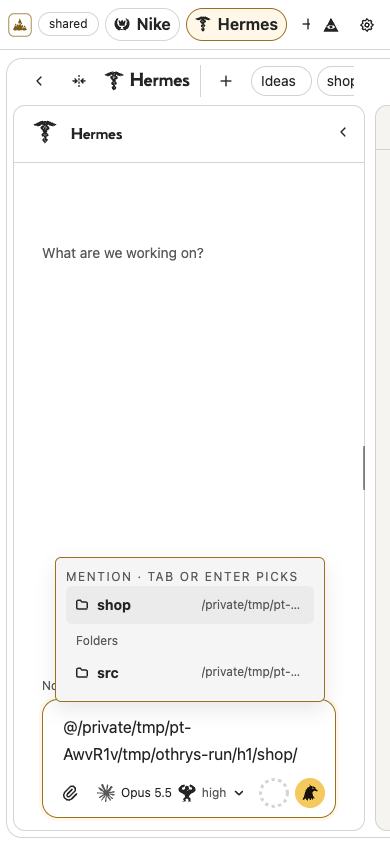 shared
Nike
Hermes
Hermes
Ideas
Hermes
What are we working on?
MENTION · TAB OR ENTER PICKS
shop /private/tmp/pt-...
Folders
src /private/tmp/pt-...
@/private/tmp/pt-
AwvR1v/tmp/othrys-run/h1/shop/
Opus 5.5 high